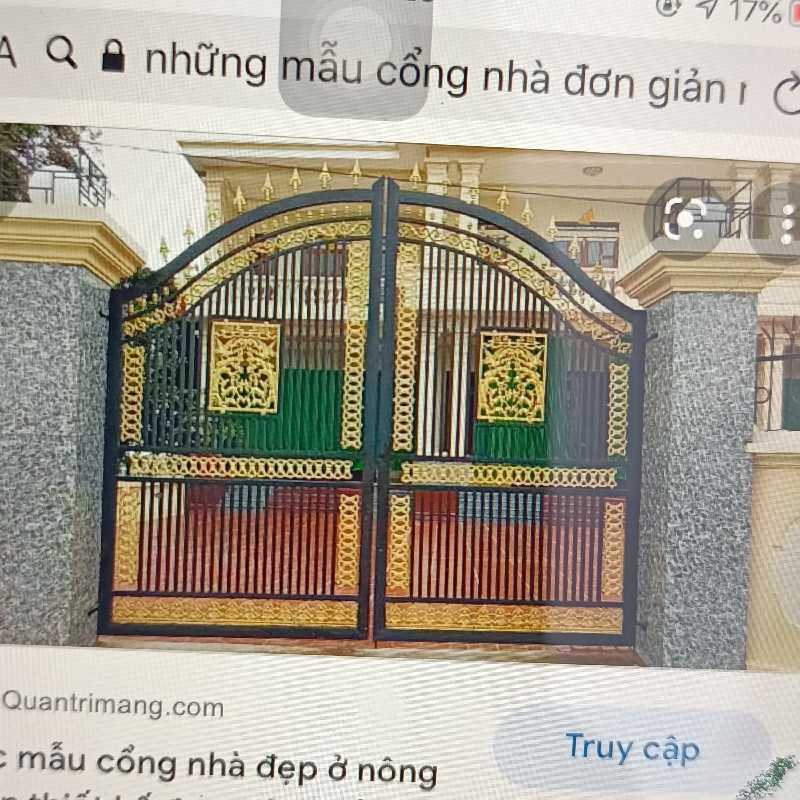 17%
A những mẫu cổng nhà đơn giản
Quantrimang.com
Truy cập
mẫu cổng nhà đẹp ở nông